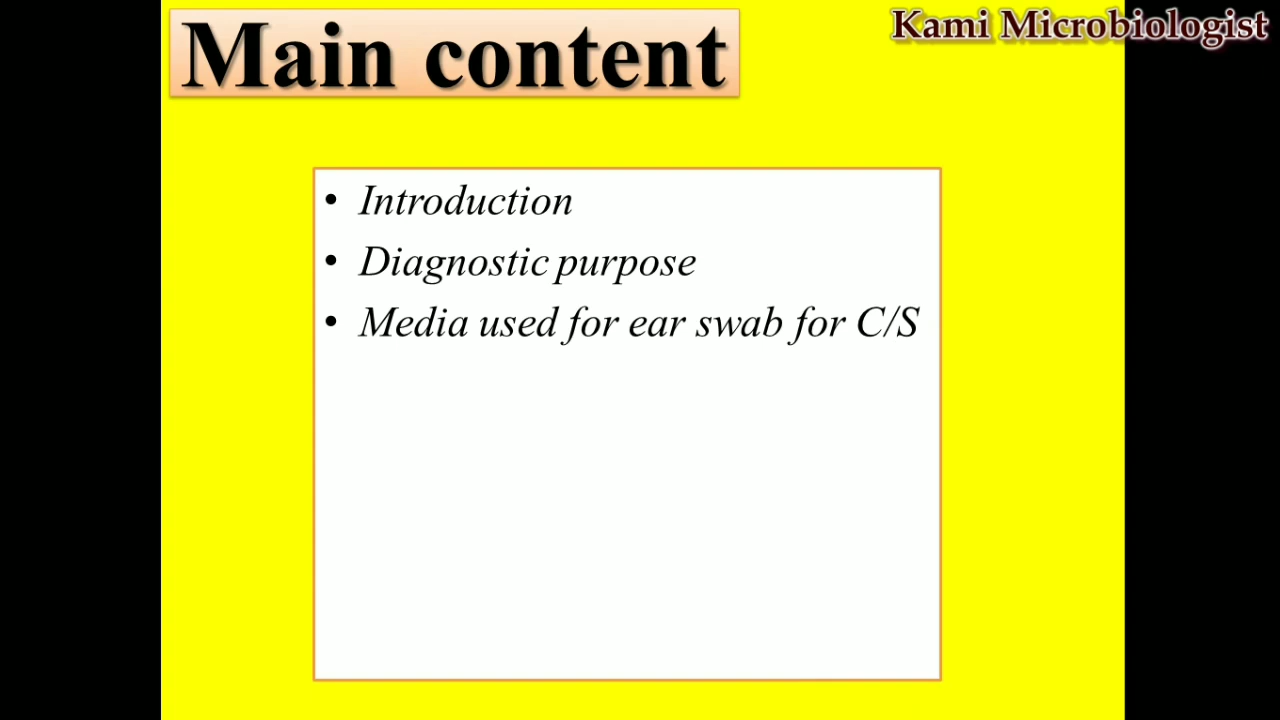 Main content
Kami Microbiologist
• Introduction
• Diagnostic purpose
• Media used for ear swab for C/S